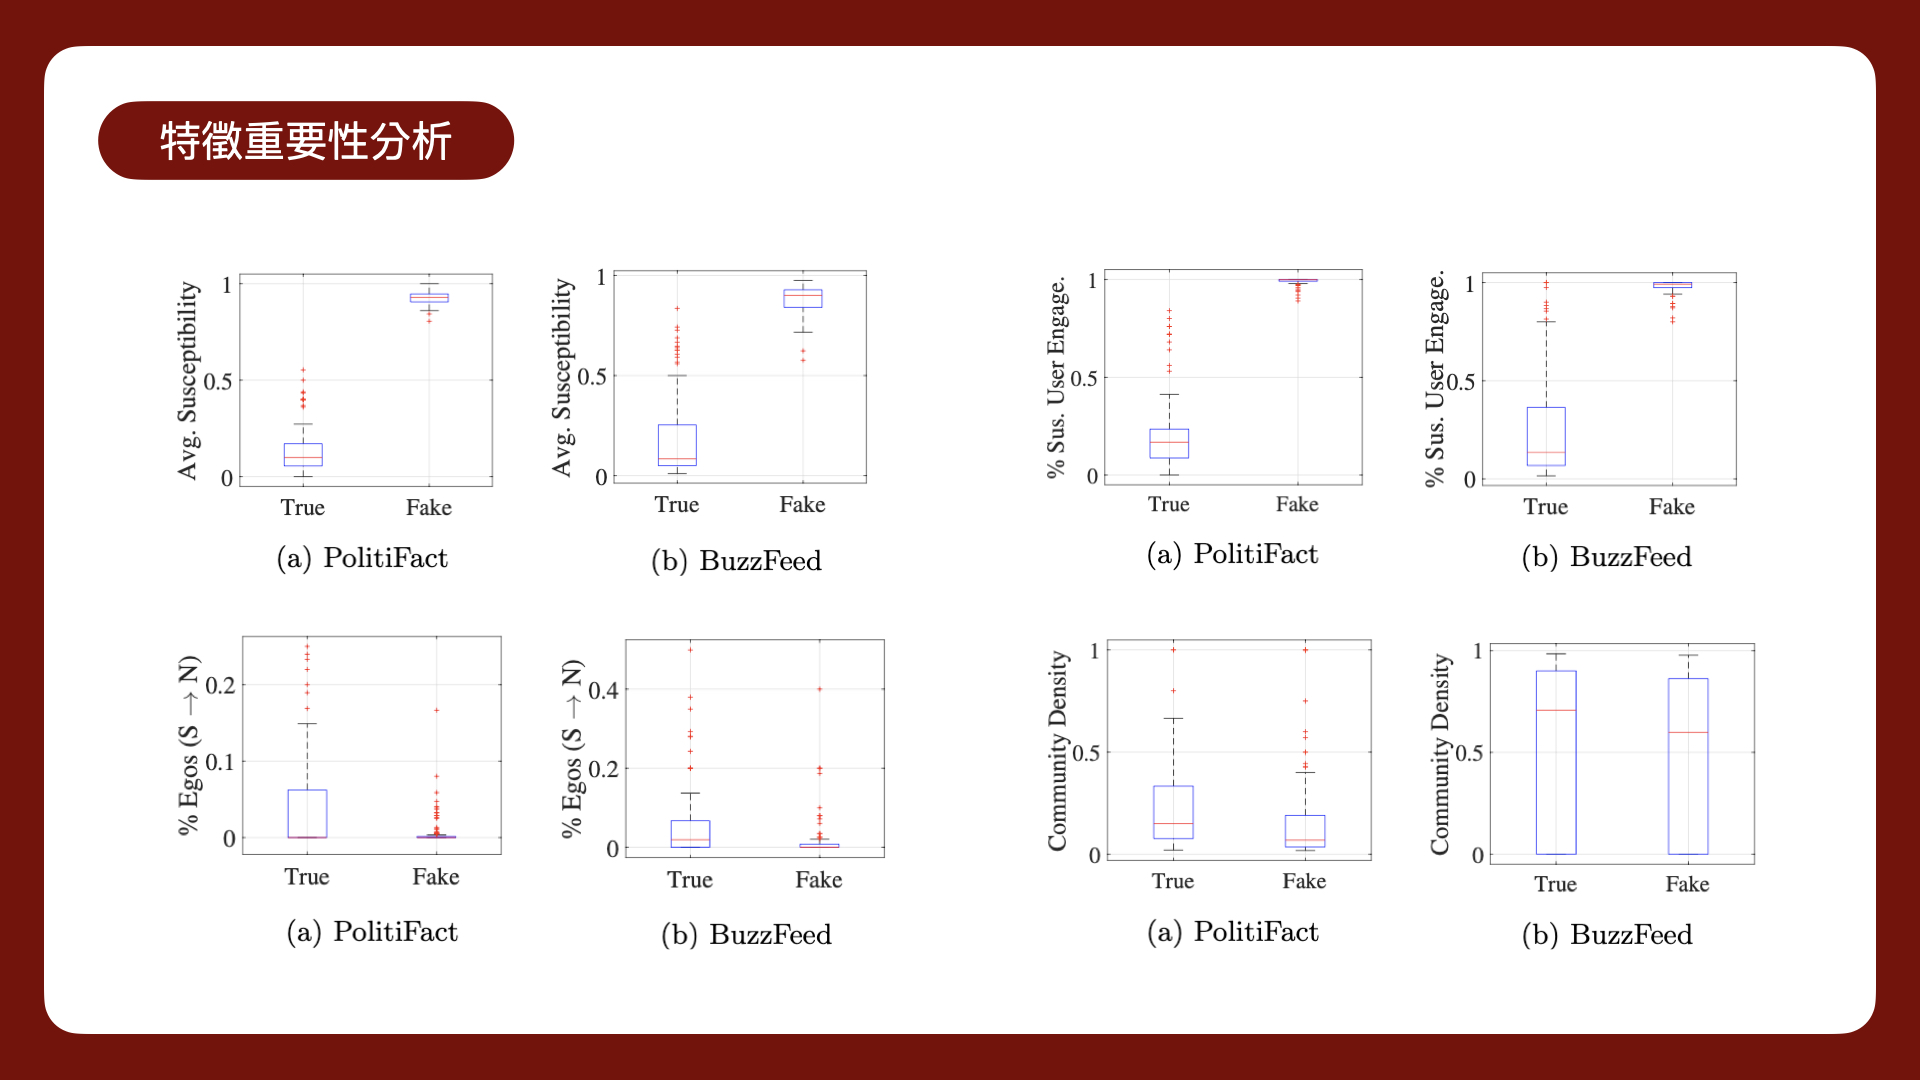 特徵重要性分析
Avg. Susceptibility
1
0.5
0
True Fake
(a) PolitiFact
Avg. Susceptibility
1
0.5
0
True Fake
(b) BuzzFeed
% Sus. User Engage.
1
0.5
0
True Fake
(a) PolitiFact
% Sus. User Engage.
1
0.5
0
True Fake
(b) BuzzFeed
% Egos (S → N)
0.2
0.1
0
True Fake
(a) PolitiFact
% Egos (S → N)
0.4
0.2
0
True Fake
(b) BuzzFeed
Community Density
1
0.5
0
True Fake
(a) PolitiFact
Community Density
1
0.5
0
True Fake
(b) BuzzFeed